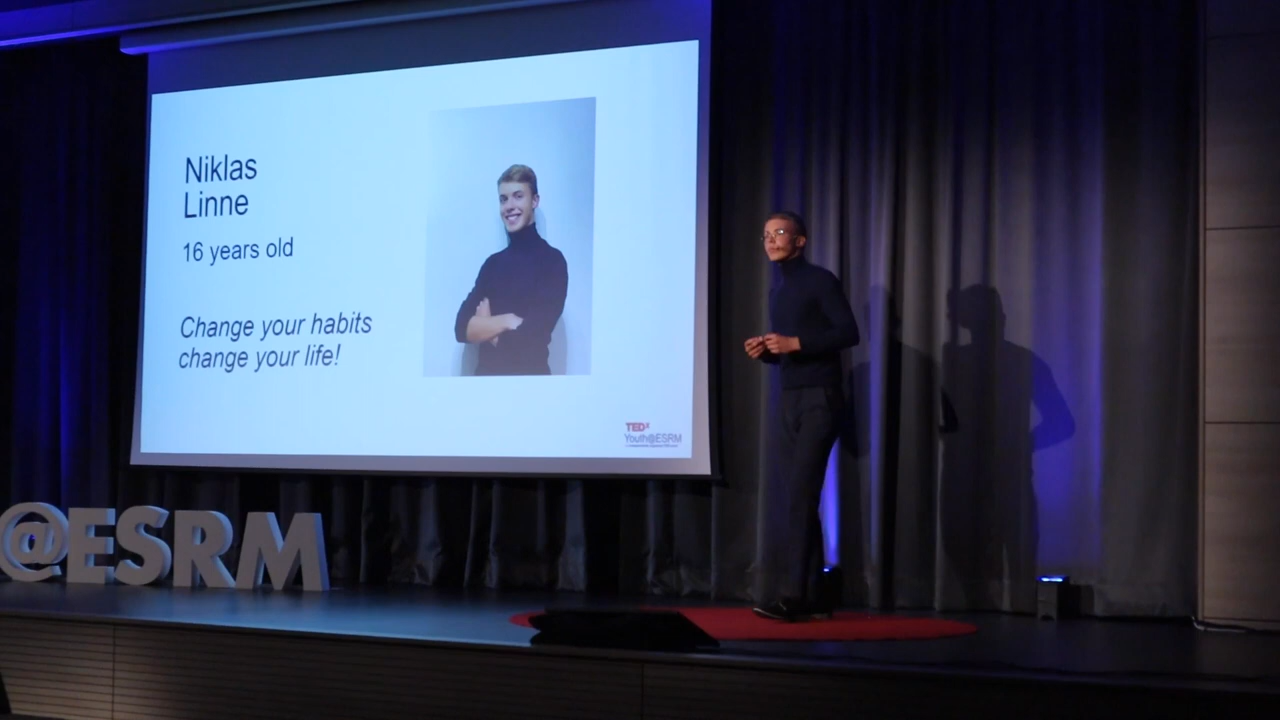 Niklas
Linne
16 years old
Change your habits
change your life!
TEDx
Youth@ESRM
@ESRM